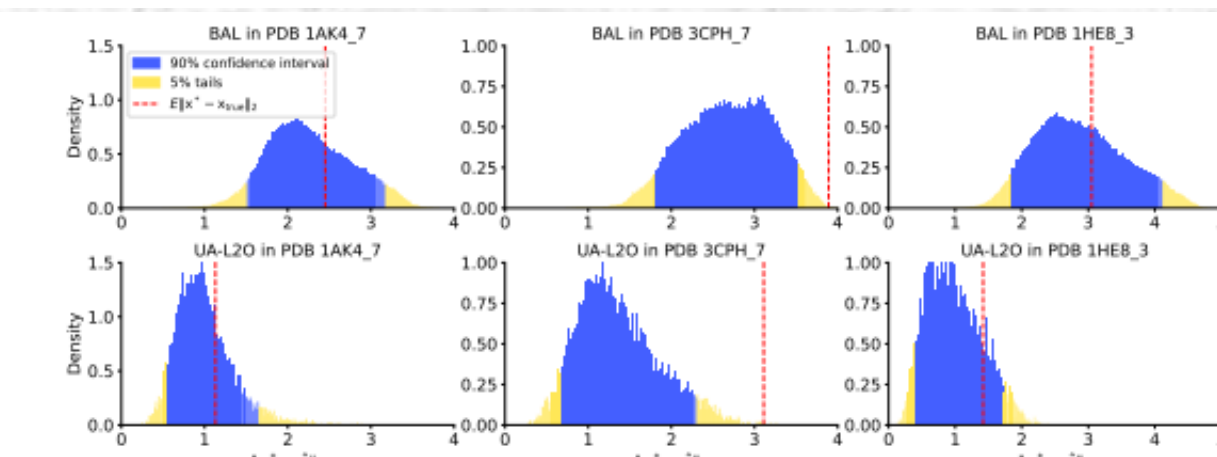 BAL in PDB 1AK4_7
BAL in PDB 3CPH_7
BAL in PDB 1HE8_3
90% confidence interval
5% tails
E‖x* − x_true‖₂
Density
1.5
1.0
0.5
0.0
0 1 2 3 4
1.00
0.75
0.50
0.25
0.00
0 1 2 3 4
1.00
0.75
0.50
0.25
0.00
0 1 2 3 4
UA-L2O in PDB 1AK4_7
UA-L2O in PDB 3CPH_7
UA-L2O in PDB 1HE8_3
Density
1.5
1.0
0.5
0.0
0 1 2 3 4
1.00
0.75
0.50
0.25
0.00
0 1 2 3 4
1.00
0.75
0.50
0.25
0.00
0 1 2 3 4